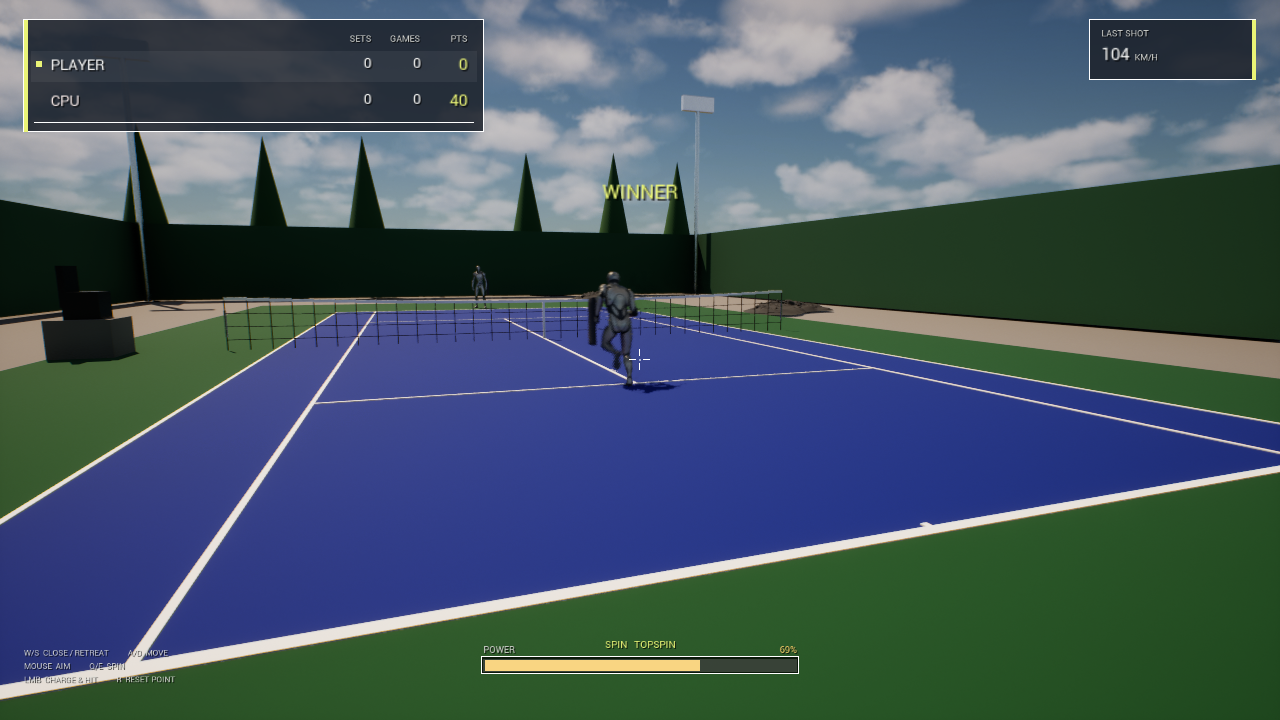 SETS GAMES PTS
PLAYER 0 0 0
CPU 0 0 40
LAST SHOT
104 KM/H
WINNER
W/S CLOSE / RETREAT A/D MOVE
MOUSE AIM Q/E SPIN
LMB CHARGE & HIT R RESET POINT
SPIN TOPSPIN
POWER 69%